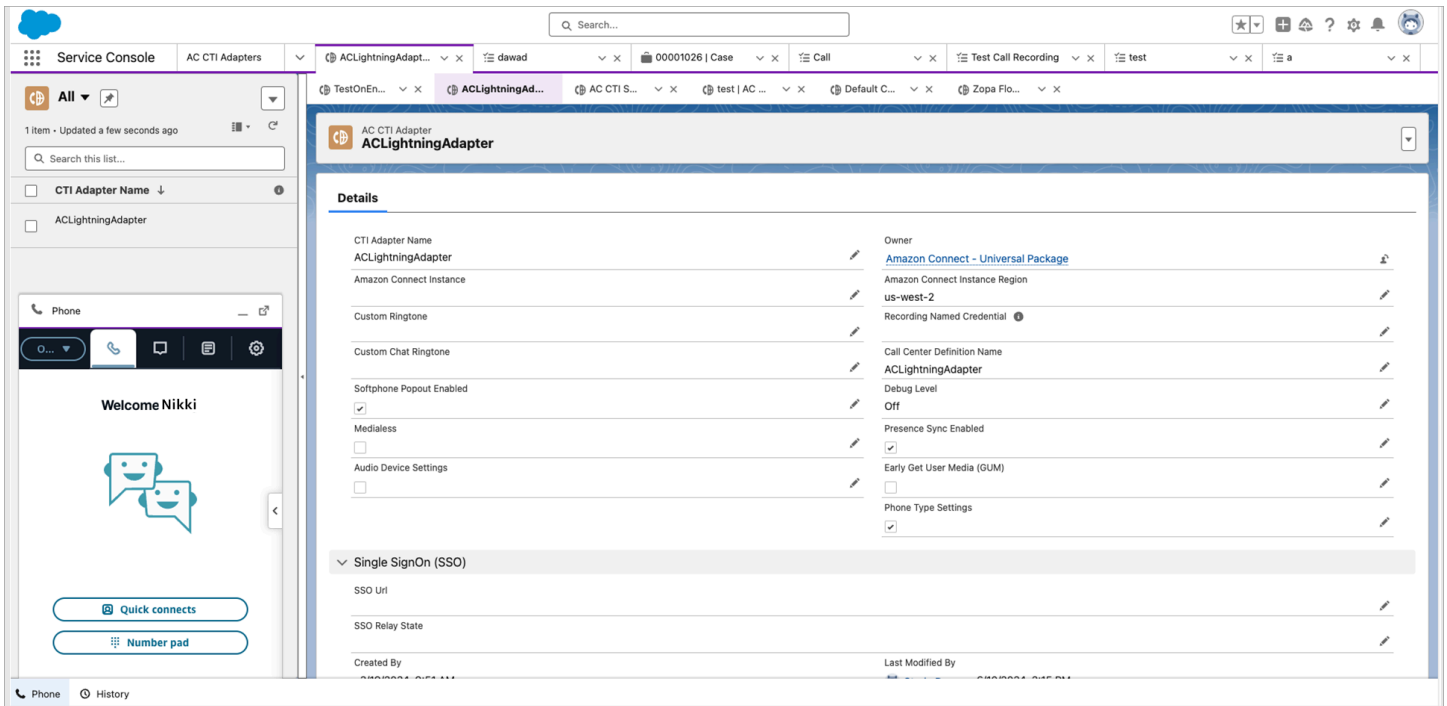 Search...
Service Console
AC CTI Adapters
ACLightningAdapt...
dawad
00001026 | Case
Call
Test Call Recording
test
a
All
1 item • Updated a few seconds ago
Search this list...
CTI Adapter Name
ACLightningAdapter
TestOnEn...
ACLightningAd...
AC CTI S...
test | AC ...
Default C...
Zopa Flo...
AC CTI Adapter
ACLightningAdapter
Details
CTI Adapter Name
ACLightningAdapter
Owner
Amazon Connect - Universal Package
Amazon Connect Instance
Amazon Connect Instance Region
us-west-2
Custom Ringtone
Recording Named Credential
Custom Chat Ringtone
Call Center Definition Name
ACLightningAdapter
Softphone Popout Enabled
Debug Level
Off
Medialess
Presence Sync Enabled
Audio Device Settings
Early Get User Media (GUM)
Phone Type Settings
Single SignOn (SSO)
SSO Url
SSO Relay State
Created By
Last Modified By
Phone
O...
Welcome Nikki
Quick connects
Number pad
Phone
History